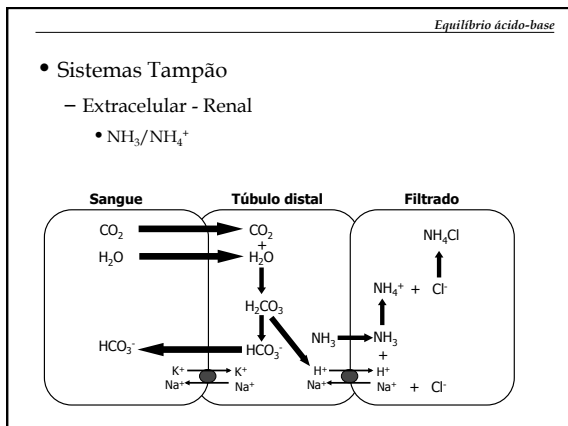 Equilíbrio ácido-base
• Sistemas Tampão
– Extracelular - Renal
• NH₃/NH₄⁺
Sangue Túbulo distal Filtrado
CO₂ CO₂ NH₄Cl
+
H₂O H₂O
NH₄⁺ + Cl⁻
H₂CO₃
NH₃ NH₃
HCO₃⁻ HCO₃⁻ +
K⁺ K⁺ H⁺ H⁺
Na⁺ Na⁺ Na⁺ Na⁺ + Cl⁻